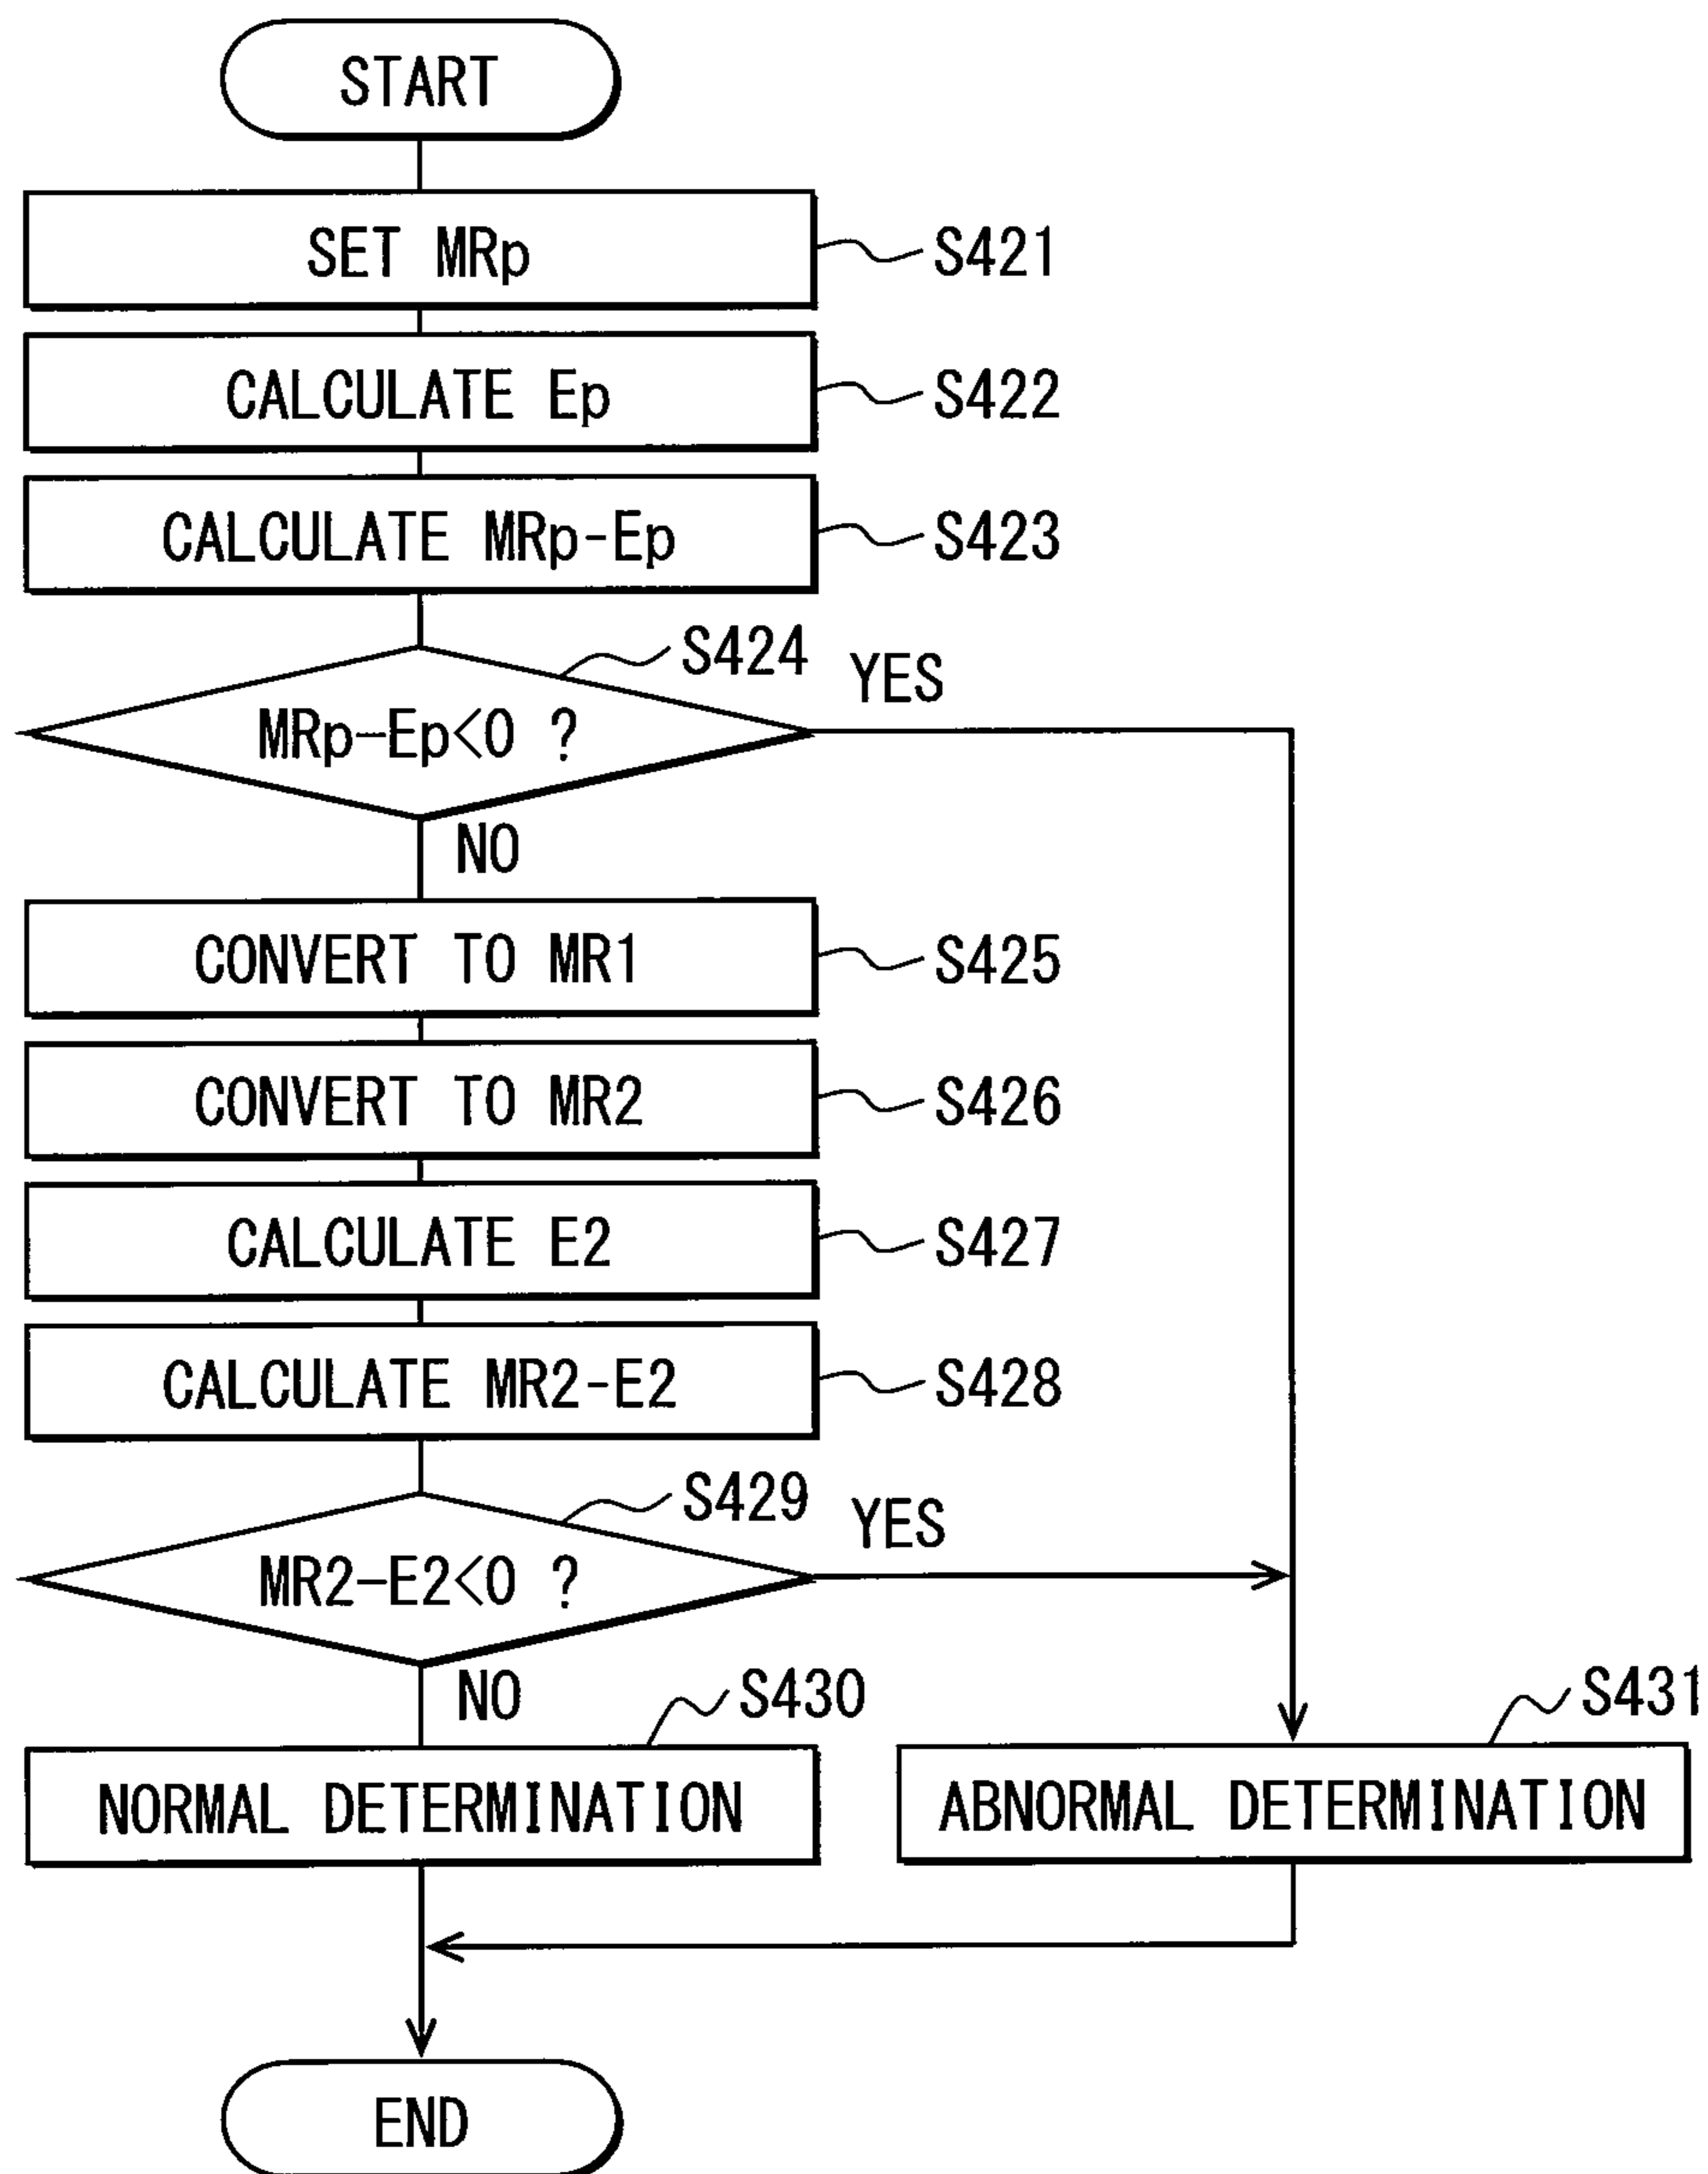 START
SET MRp
S421
CALCULATE Ep
S422
CALCULATE MRp-Ep
S423
S424
YES
MRp-Ep<0 ?
NO
CONVERT TO MR1
S425
CONVERT TO MR2
S426
CALCULATE E2
S427
CALCULATE MR2-E2
S428
S429
YES
MR2-E2<0 ?
NO
S430
S431
NORMAL DETERMINATION
ABNORMAL DETERMINATION
END